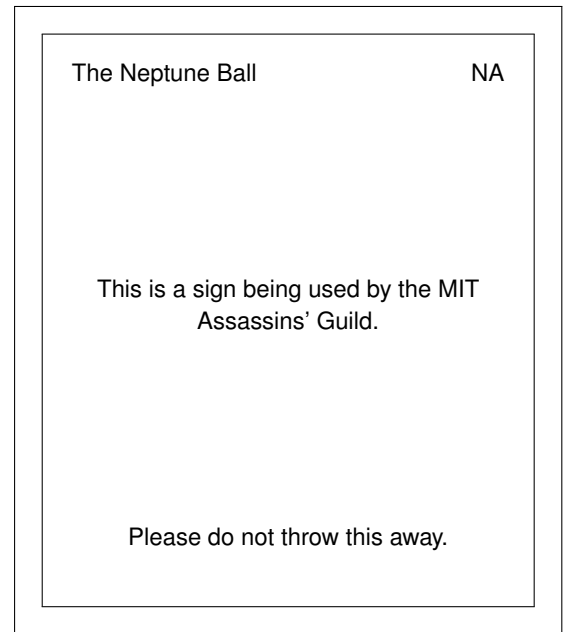 The Neptune Ball NA
This is a sign being used by the MIT
Assassins’ Guild.
Please do not throw this away.